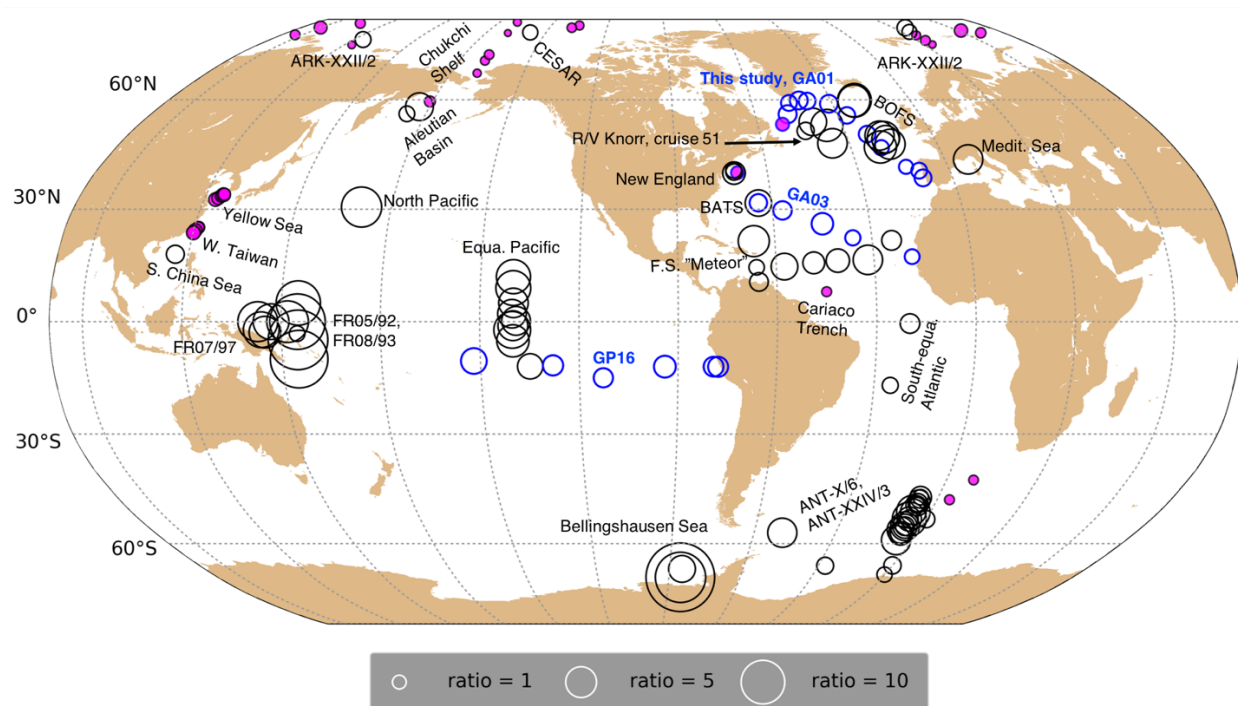 ARK-XXII/2
Chukchi
Shelf
CESAR
ARK-XXII/2
60°N
This study, GA01
BOFS
Aleutian
Basin
R/V Knorr, cruise 51
Medit. Sea
New England
30°N
North Pacific
BATS
GA03
Yellow Sea
W. Taiwan
Equa. Pacific
S. China Sea
F.S. "Meteor"
Cariaco
Trench
0°
FR05/92,
FR08/93
FR07/97
GP16
South-equa,
Atlantic
30°S
ANT-X/6,
ANT-XXIV/3
Bellingshausen Sea
60°S
ratio = 1
ratio = 5
ratio = 10